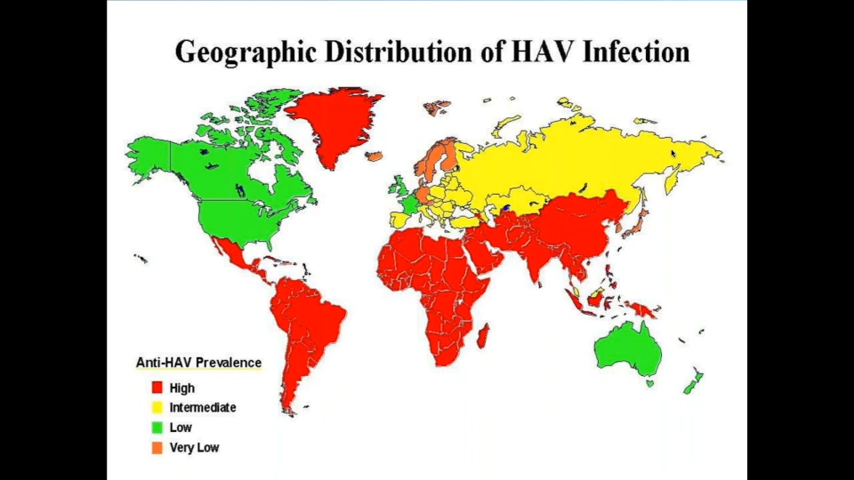 Geographic Distribution of HAV Infection
Anti-HAV Prevalence
High
Intermediate
Low
Very Low